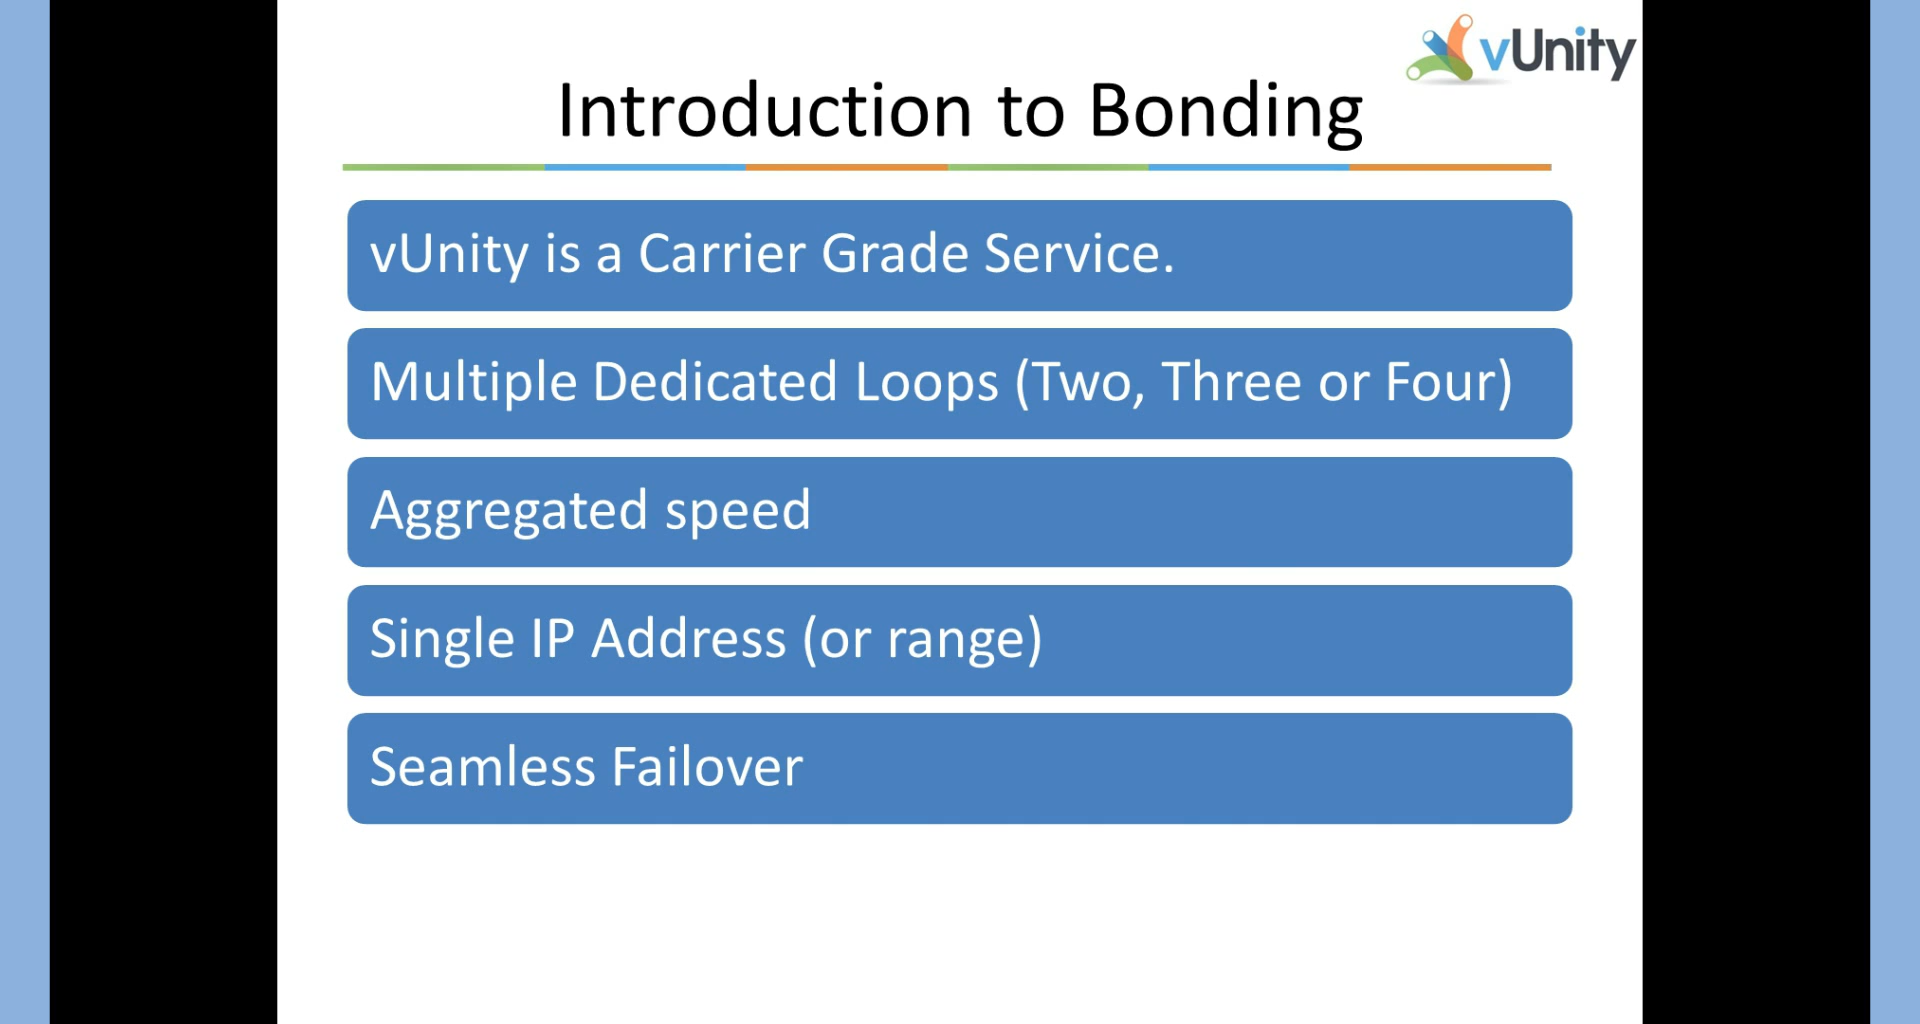 vUnity
Introduction to Bonding
vUnity is a Carrier Grade Service.
Multiple Dedicated Loops (Two, Three or Four)
Aggregated speed
Single IP Address (or range)
Seamless Failover